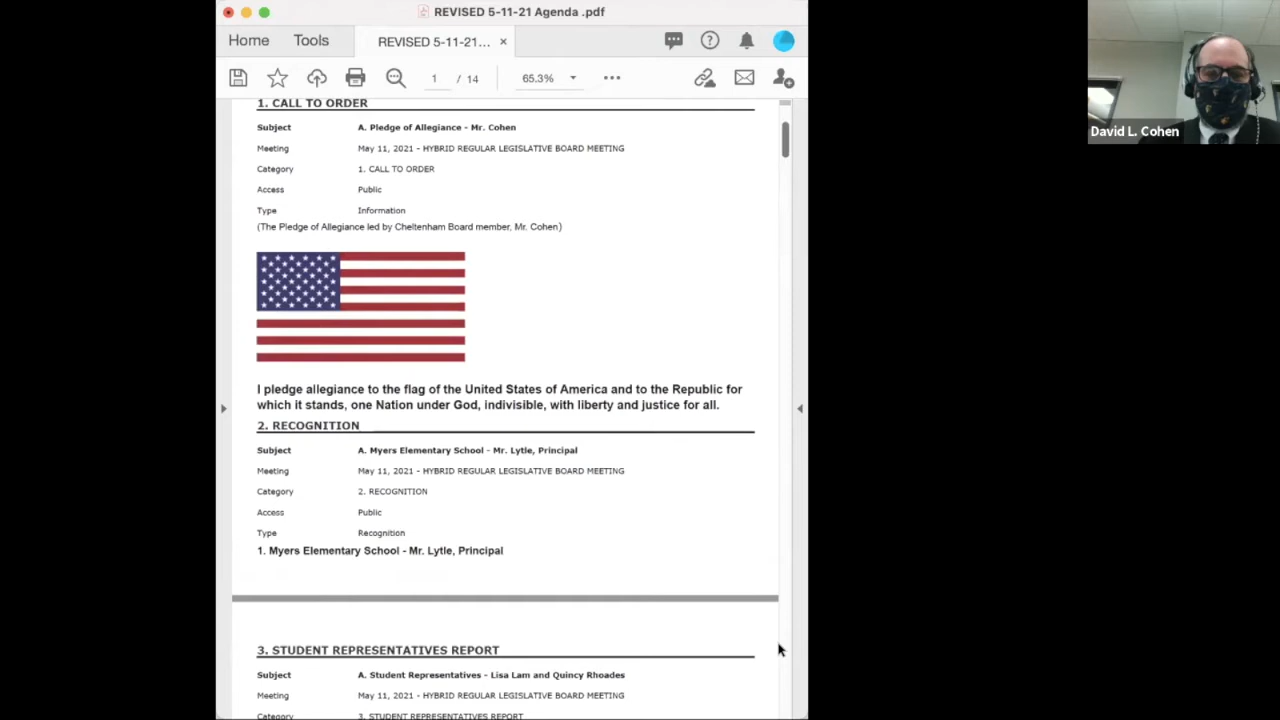 REVISED 5-11-21 Agenda .pdf
Home Tools REVISED 5-11-21... ×
1 / 14 65.3%
1. CALL TO ORDER
Subject A. Pledge of Allegiance - Mr. Cohen
Meeting May 11, 2021 - HYBRID REGULAR LEGISLATIVE BOARD MEETING
Category 1. CALL TO ORDER
Access Public
Type Information
(The Pledge of Allegiance led by Cheltenham Board member, Mr. Cohen)
I pledge allegiance to the flag of the United States of America and to the Republic for
which it stands, one Nation under God, indivisible, with liberty and justice for all.
2. RECOGNITION
Subject A. Myers Elementary School - Mr. Lytle, Principal
Meeting May 11, 2021 - HYBRID REGULAR LEGISLATIVE BOARD MEETING
Category 2. RECOGNITION
Access Public
Type Recognition
1. Myers Elementary School - Mr. Lytle, Principal
3. STUDENT REPRESENTATIVES REPORT
Subject A. Student Representatives - Lisa Lam and Quincy Rhoades
Meeting May 11, 2021 - HYBRID REGULAR LEGISLATIVE BOARD MEETING
Category 3. STUDENT REPRESENTATIVES REPORT
David L. Cohen